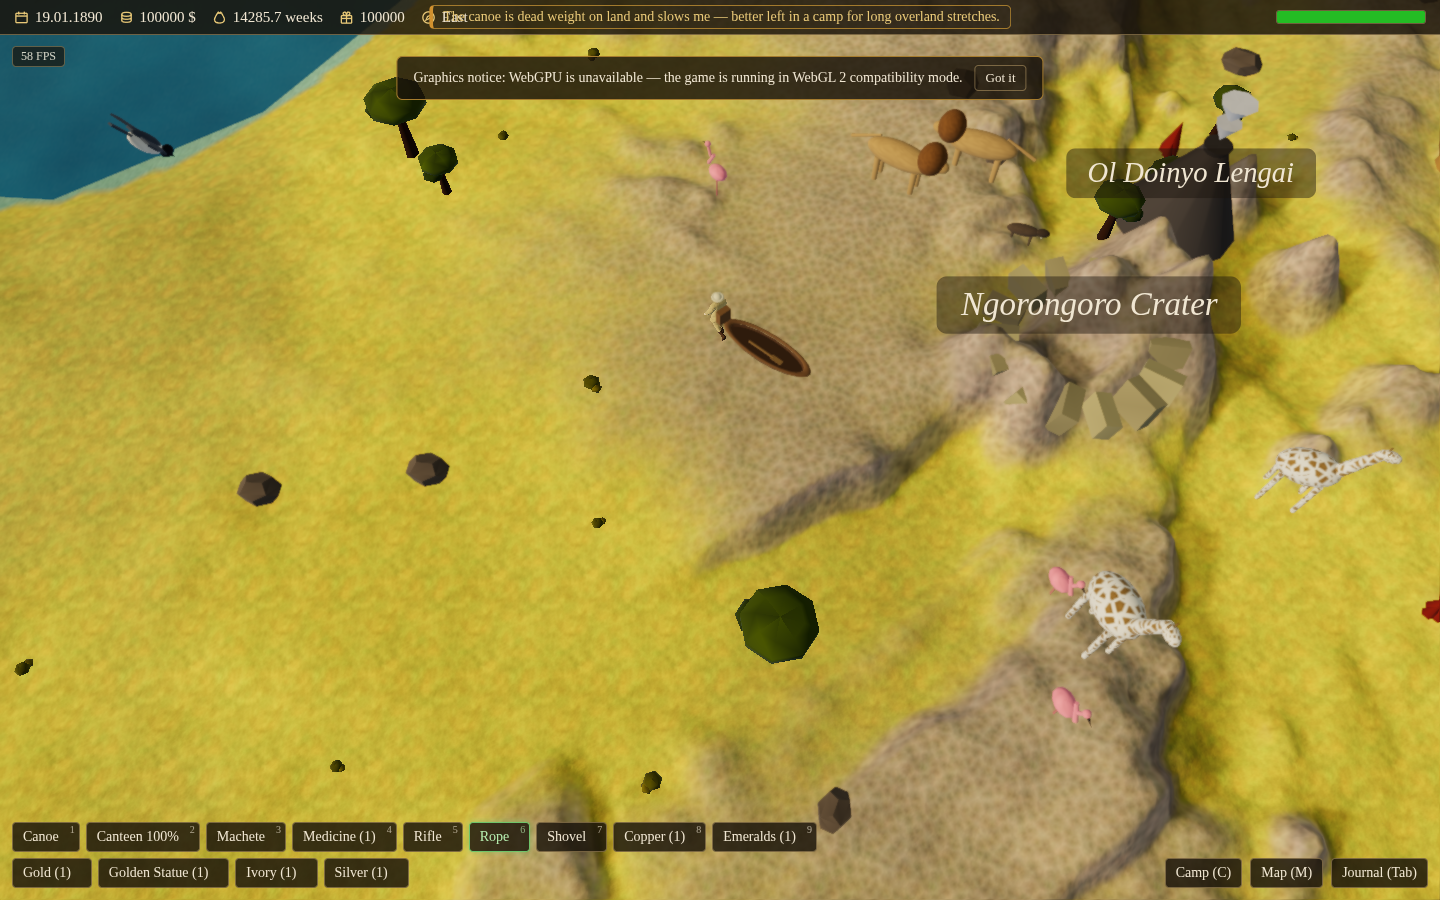 19.01.1890 100000 $ 14285.7 weeks 100000 East
The canoe is dead weight on land and slows me — better left in a camp for long overland stretches.
58 FPS
Graphics notice: WebGPU is unavailable — the game is running in WebGL 2 compatibility mode. Got it
Ol Doinyo Lengai
Ngorongoro Crater
Canoe 1 Canteen 100% 2 Machete 3 Medicine (1) 4 Rifle 5 Rope 6 Shovel 7 Copper (1) 8 Emeralds (1) 9
Gold (1) Golden Statue (1) Ivory (1) Silver (1) Camp (C) Map (M) Journal (Tab)